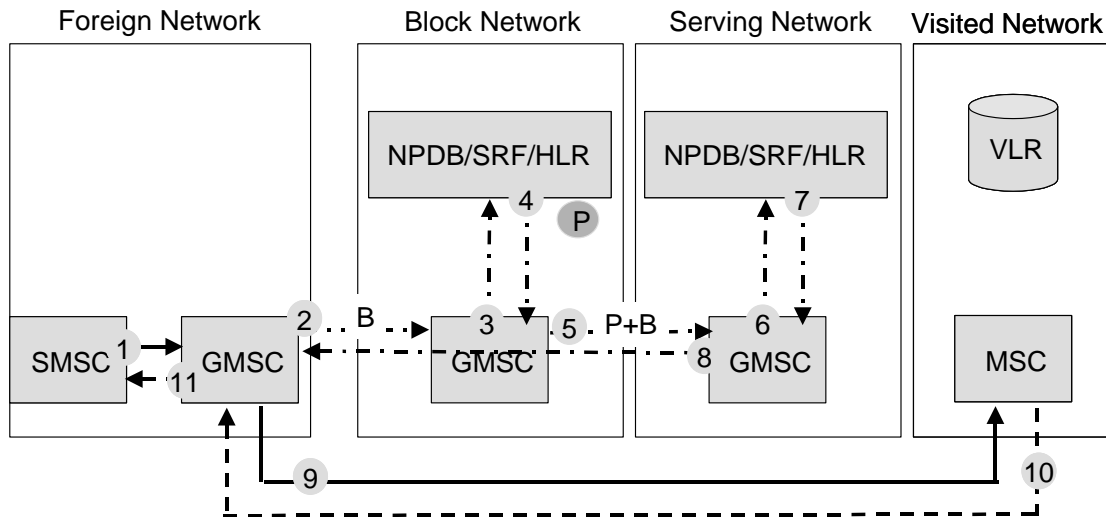 Foreign Network
Block Network
Serving Network
Visited Network
NPDB/SRF/HLR
NPDB/SRF/HLR
VLR
4
7
P
2
B
3
5
P+B
6
1
8
SMSC
GMSC
GMSC
GMSC
MSC
11
9
10